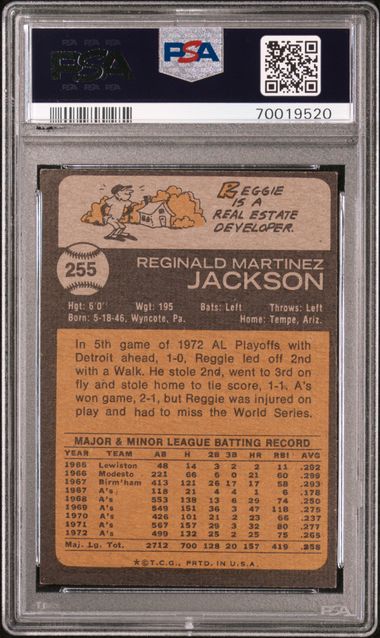 PSA
PSA
70019520
REGGIE
IS A
REAL ESTATE
DEVELOPER.
255
REGINALD MARTINEZ
JACKSON
Hgt: 6'0" Wgt: 195 Bats: Left Throws: Left
Born: 5-18-46, Wyncote, Pa. Home: Tempe, Ariz.
In 5th game of 1972 AL Playoffs with
Detroit ahead, 1-0, Reggie led off 2nd
with a Walk. He stole 2nd, went to 3rd on
fly and stole home to tie score, 1-1. A's
won game, 2-1, but Reggie was injured on
play and had to miss the World Series.
MAJOR & MINOR LEAGUE BATTING RECORD
YEAR TEAM AB H 2B 3B HR RBI AVG
1966 Lewiston 48 14 3 2 2 11 .292
1966 Modesto 221 66 6 0 21 60 .299
1967 Birm'ham 413 121 26 17 17 58 .293
1967 A's 118 21 4 4 1 6 .178
1968 A's 553 138 13 6 29 74 .250
1969 A's 549 151 36 3 47 118 .275
1970 A's 426 101 21 2 23 66 .237
1971 A's 567 157 29 3 32 80 .277
1972 A's 499 132 25 2 25 75 .265
Maj. Lg. Tot. 2712 700 128 20 157 419 .258
*©T.C.G., PRTD. IN U.S.A.